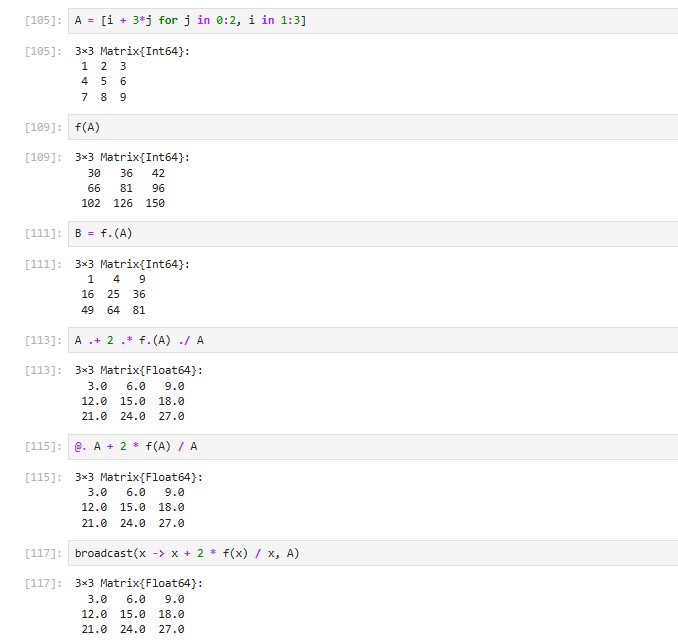 [105]: A = [i + 3*j for j in 0:2, i in 1:3]
[105]: 3×3 Matrix{Int64}:
1 2 3
4 5 6
7 8 9
[109]: f(A)
[109]: 3×3 Matrix{Int64}:
30 36 42
66 81 96
102 126 150
[111]: B = f.(A)
[111]: 3×3 Matrix{Int64}:
1 4 9
16 25 36
49 64 81
[113]: A .+ 2 .* f.(A) ./ A
[113]: 3×3 Matrix{Float64}:
3.0 6.0 9.0
12.0 15.0 18.0
21.0 24.0 27.0
[115]: @. A + 2 * f(A) / A
[115]: 3×3 Matrix{Float64}:
3.0 6.0 9.0
12.0 15.0 18.0
21.0 24.0 27.0
[117]: broadcast(x -> x + 2 * f(x) / x, A)
[117]: 3×3 Matrix{Float64}:
3.0 6.0 9.0
12.0 15.0 18.0
21.0 24.0 27.0